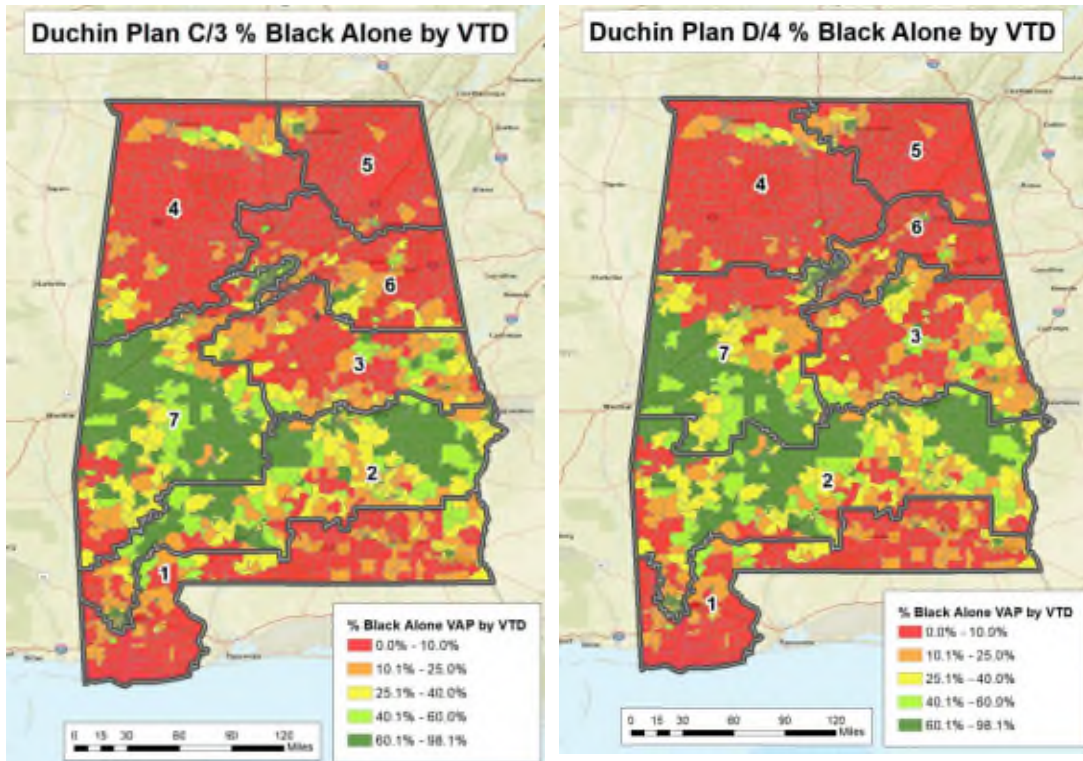 Duchin Plan C/3 % Black Alone by VTD
5
4
6
3
7
2
1
% Black Alone VAP by VTD
0.0% - 10.0%
10.1% - 25.0%
25.1% - 40.0%
40.1% - 60.0%
60.1% - 98.1%
0 15 30 60 90 120
Miles
Duchin Plan D/4 % Black Alone by VTD
5
4
6
3
7
2
1
% Black Alone VAP by VTD
0.0% - 10.0%
10.1% - 25.0%
25.1% - 40.0%
40.1% - 60.0%
60.1% - 98.1%
0 15 30 60 90 120
Miles